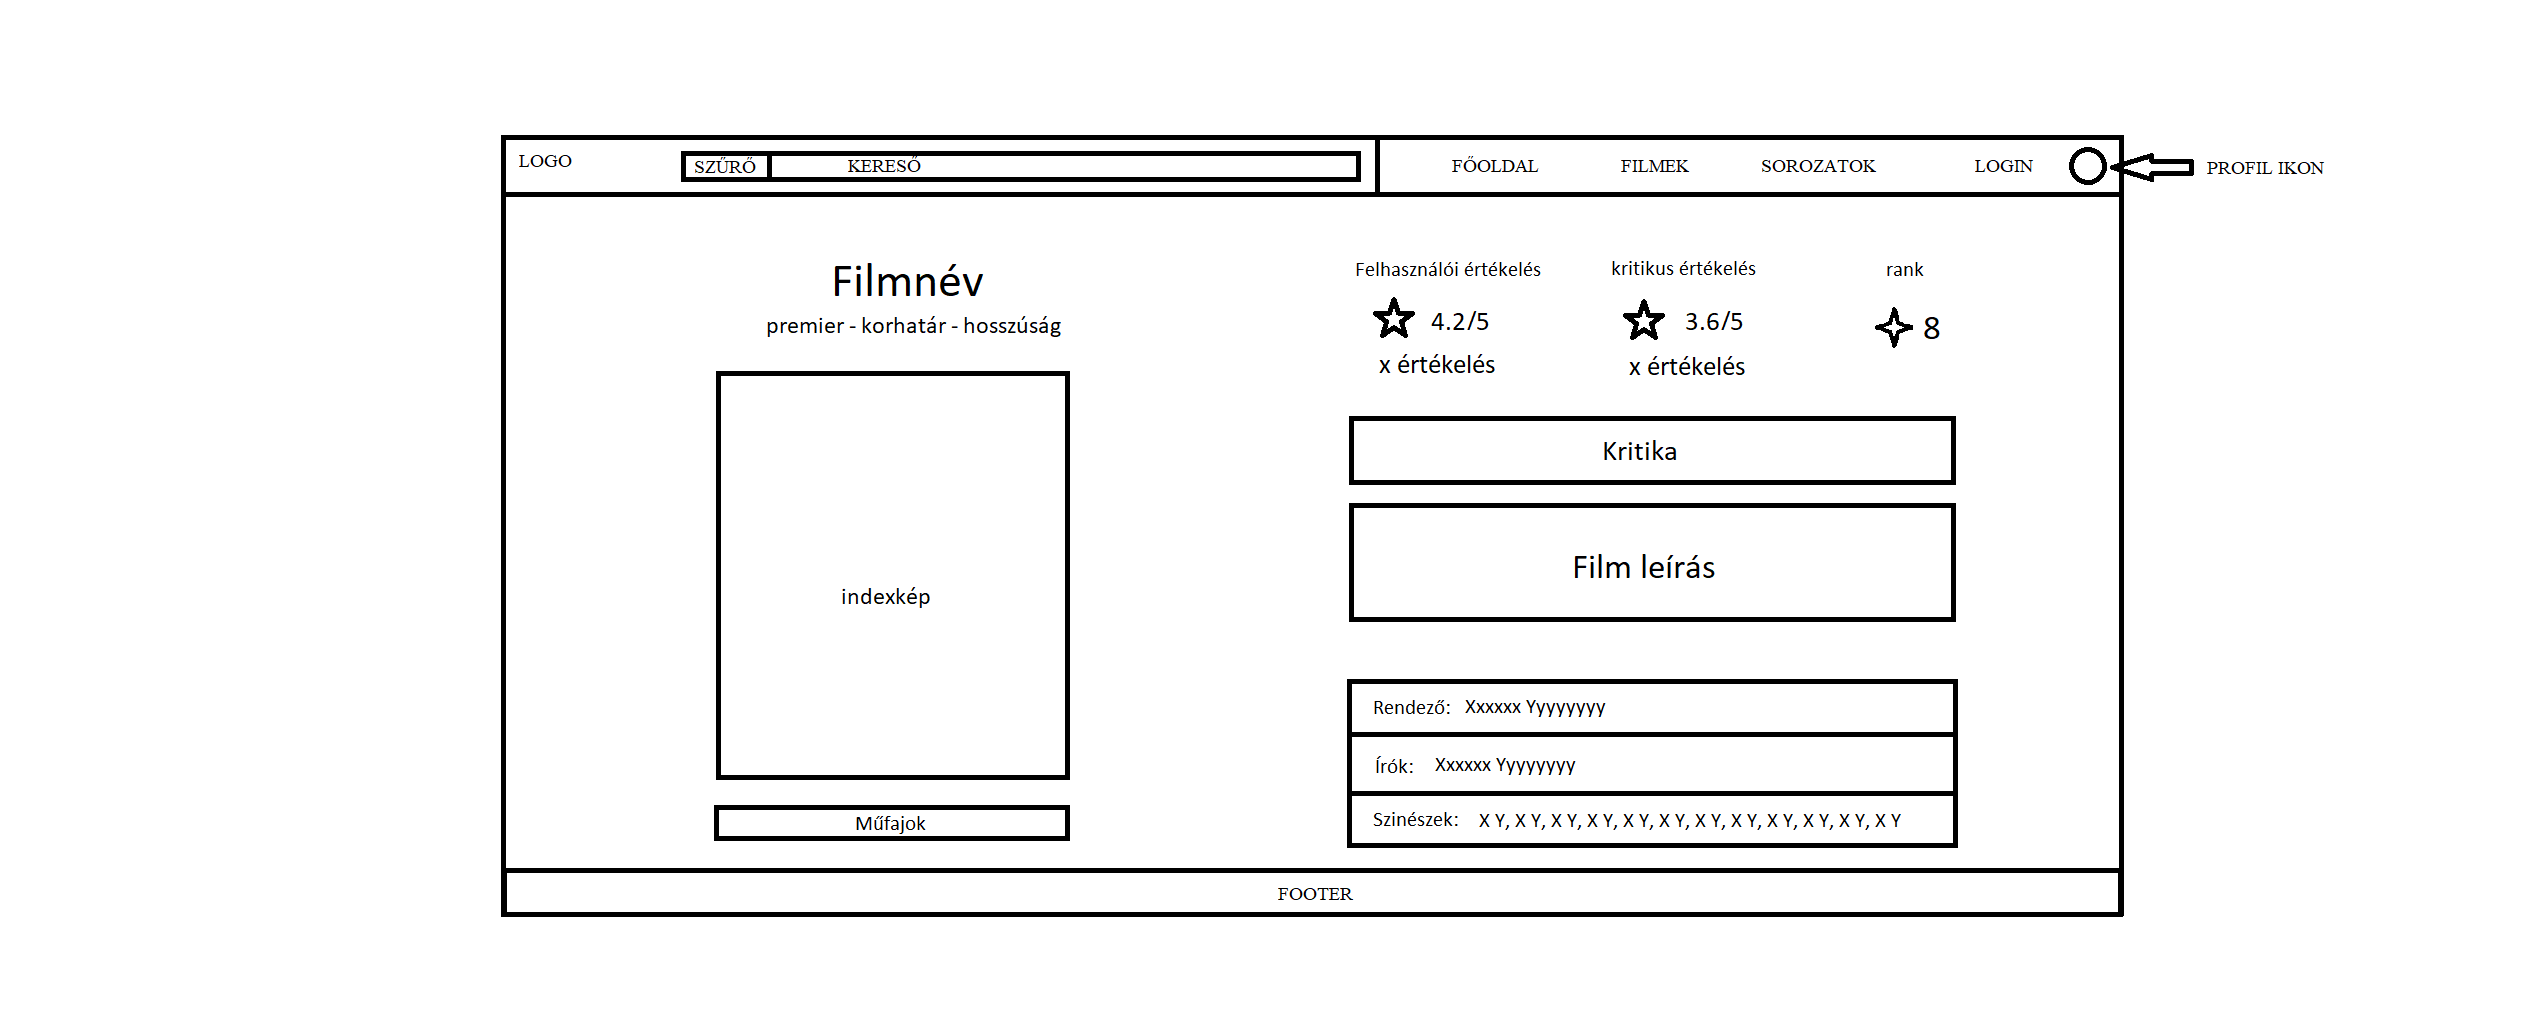 LOGO
SZŰRŐ
KERESŐ
FŐOLDAL
FILMEK
SOROZATOK
LOGIN
PROFIL IKON
Filmnév
premier - korhatár - hosszúság
indexkép
Műfajok
Felhasználói értékelés
4.2/5
x értékelés
kritikus értékelés
3.6/5
x értékelés
rank
8
Kritika
Film leírás
Rendező: Xxxxxx Yyyyyyyy
Írók: Xxxxxx Yyyyyyyy
Szinészek: X Y, X Y, X Y, X Y, X Y, X Y, X Y, X Y, X Y, X Y, X Y, X Y
FOOTER